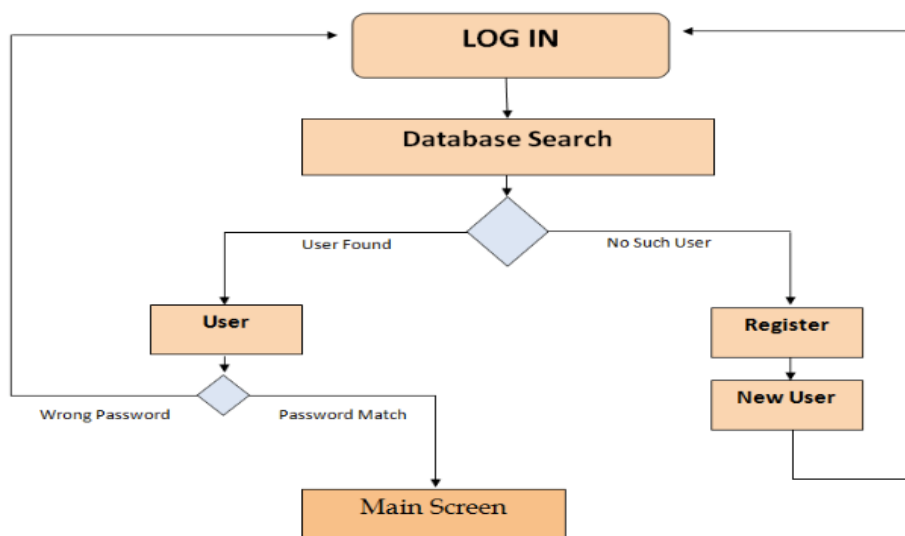 LOG IN
Database Search
User Found
No Such User
User
Register
New User
Wrong Password
Password Match
Main Screen